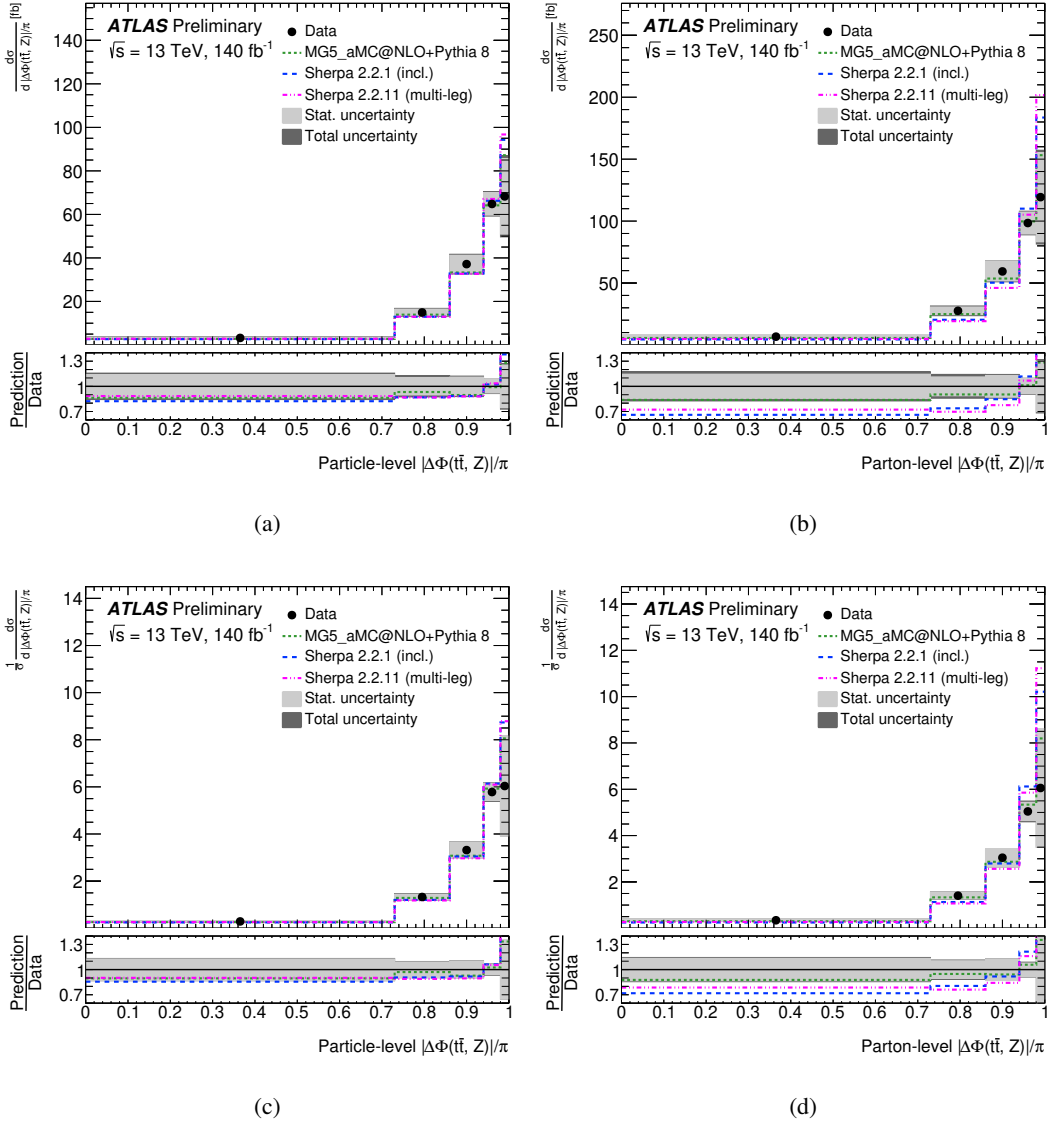 dσ
d |ΔΦ(tt̄, Z)|/π [fb]
ATLAS Preliminary
√s = 13 TeV, 140 fb⁻¹
Data
MG5_aMC@NLO+Pythia 8
Sherpa 2.2.1 (incl.)
Sherpa 2.2.11 (multi-leg)
Stat. uncertainty
Total uncertainty
140
120
100
80
60
40
20
Prediction
Data
1.3
1
0.7
0 0.1 0.2 0.3 0.4 0.5 0.6 0.7 0.8 0.9 1
Particle-level |ΔΦ(tt̄, Z)|/π
(a)
dσ
d |ΔΦ(tt̄, Z)|/π [fb]
ATLAS Preliminary
√s = 13 TeV, 140 fb⁻¹
Data
MG5_aMC@NLO+Pythia 8
Sherpa 2.2.1 (incl.)
Sherpa 2.2.11 (multi-leg)
Stat. uncertainty
Total uncertainty
250
200
150
100
50
Prediction
Data
1.3
1
0.7
0 0.1 0.2 0.3 0.4 0.5 0.6 0.7 0.8 0.9 1
Parton-level |ΔΦ(tt̄, Z)|/π
(b)
1 dσ
σ d |ΔΦ(tt̄, Z)|/π
ATLAS Preliminary
√s = 13 TeV, 140 fb⁻¹
Data
MG5_aMC@NLO+Pythia 8
Sherpa 2.2.1 (incl.)
Sherpa 2.2.11 (multi-leg)
Stat. uncertainty
Total uncertainty
14
12
10
8
6
4
2
Prediction
Data
1.3
1
0.7
0 0.1 0.2 0.3 0.4 0.5 0.6 0.7 0.8 0.9 1
Particle-level |ΔΦ(tt̄, Z)|/π
(c)
1 dσ
σ d |ΔΦ(tt̄, Z)|/π
ATLAS Preliminary
√s = 13 TeV, 140 fb⁻¹
Data
MG5_aMC@NLO+Pythia 8
Sherpa 2.2.1 (incl.)
Sherpa 2.2.11 (multi-leg)
Stat. uncertainty
Total uncertainty
14
12
10
8
6
4
2
Prediction
Data
1.3
1
0.7
0 0.1 0.2 0.3 0.4 0.5 0.6 0.7 0.8 0.9 1
Parton-level |ΔΦ(tt̄, Z)|/π
(d)